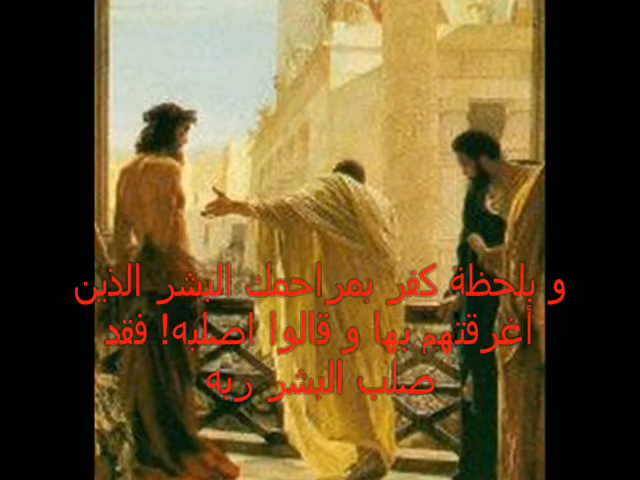 و بلحظة كفر بمراحمك البشر الذين
أغرقتهم بها و قالوا اصلبه! فقد
صلب البشر ربه